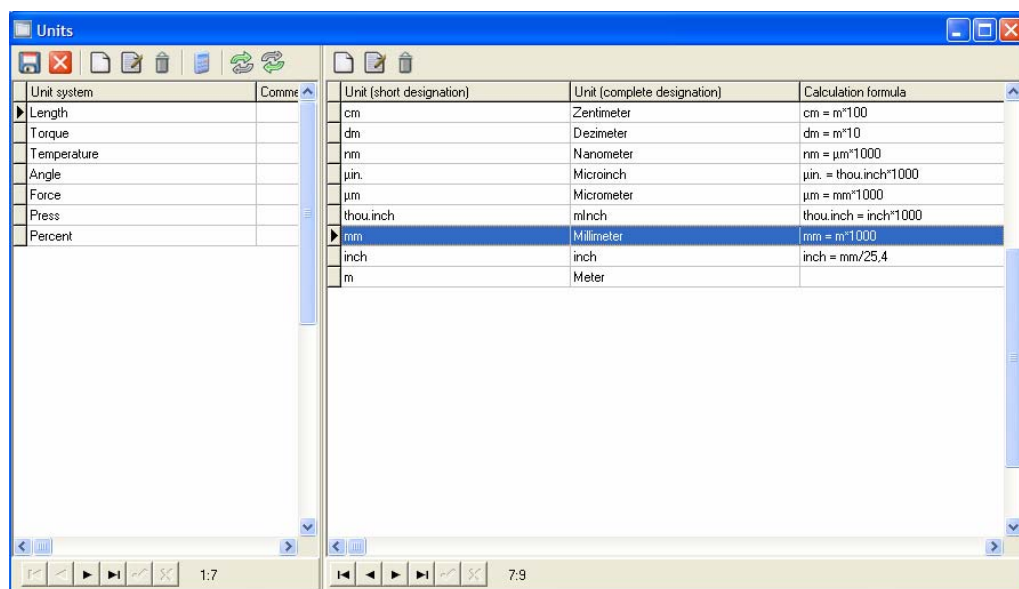 Units
Unit system Comme
Length
Torque
Temperature
Angle
Force
Press
Percent
1:7
Unit (short designation) Unit (complete designation) Calculation formula
cm Zentimeter cm = m*100
dm Dezimeter dm = m*10
nm Nanometer nm = µm*1000
µin. Microinch µin. = thou.inch*1000
µm Micrometer µm = mm*1000
thou.inch mInch thou.inch = inch*1000
mm Millimeter mm = m*1000
inch inch inch = mm/25,4
m Meter
7:9